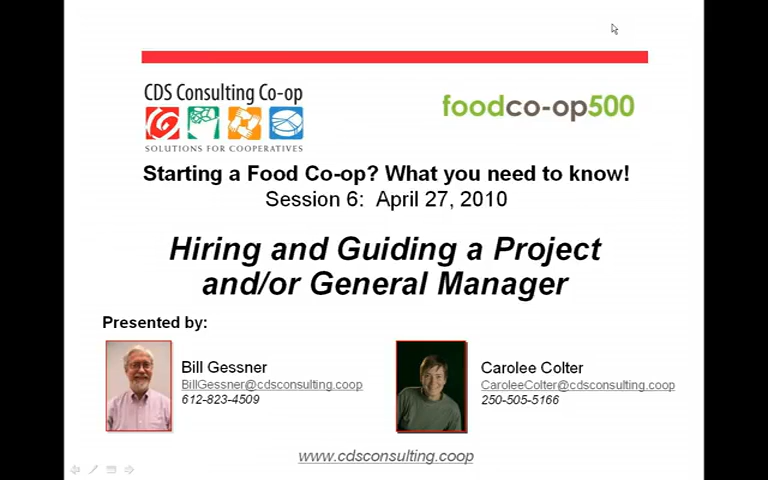 CDS Consulting Co-op
SOLUTIONS FOR COOPERATIVES
foodco-op500
Starting a Food Co-op? What you need to know!
Session 6: April 27, 2010
Hiring and Guiding a Project
and/or General Manager
Presented by:
Bill Gessner
BillGessner@cdsconsulting.coop
612-823-4509
Carolee Colter
CaroleeColter@cdsconsulting.coop
250-505-5166
www.cdsconsulting.coop